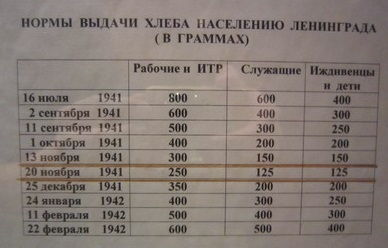 НОРМЫ ВЫДАЧИ ХЛЕБА НАСЕЛЕНИЮ ЛЕНИНГРАДА
( В ГРАММАХ)
Рабочие и ИТР Служащие Иждивенцы и дети
16 июля 1941 800 600 400
2 сентября 1941 600 400 300
11 сентября 1941 500 300 250
1 октября 1941 400 200 200
13 ноября 1941 300 150 150
20 ноября 1941 250 125 125
25 декабря 1941 350 200 200
24 января 1942 400 300 250
11 февраля 1942 500 400 300
22 февраля 1942 600 500 400